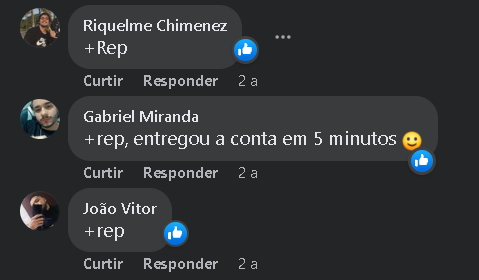 Riquelme Chimenez
+Rep
Curtir Responder 2 a
Gabriel Miranda
+rep, entregou a conta em 5 minutos 🙂
Curtir Responder 2 a
João Vitor
+rep
Curtir Responder 2 a